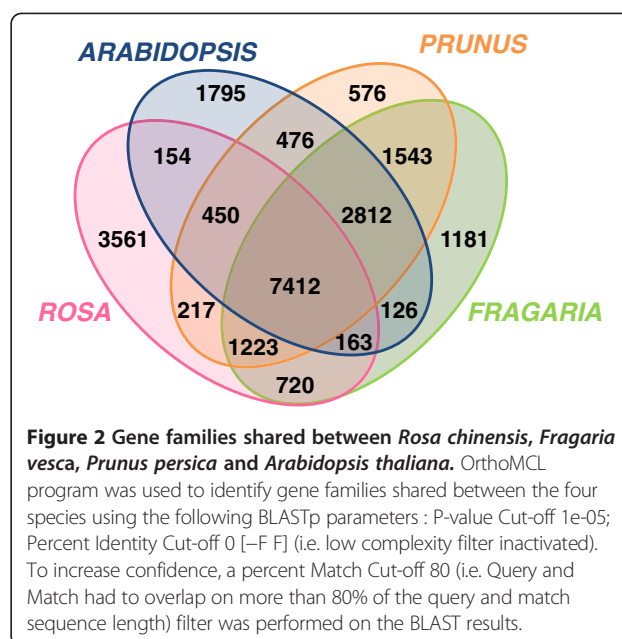 ARABIDOPSIS
PRUNUS
1795
576
154
476
1543
3561
450
2812
1181
7412
ROSA
217
126
FRAGARIA
1223
163
720
Figure 2 Gene families shared between Rosa chinensis, Fragaria
vesca, Prunus persica and Arabidopsis thaliana. OrthoMCL
program was used to identify gene families shared between the four
species using the following BLASTp parameters : P-value Cut-off 1e-05;
Percent Identity Cut-off 0 [−F F] (i.e. low complexity filter inactivated).
To increase confidence, a percent Match Cut-off 80 (i.e. Query and
Match had to overlap on more than 80% of the query and match
sequence length) filter was performed on the BLAST results.